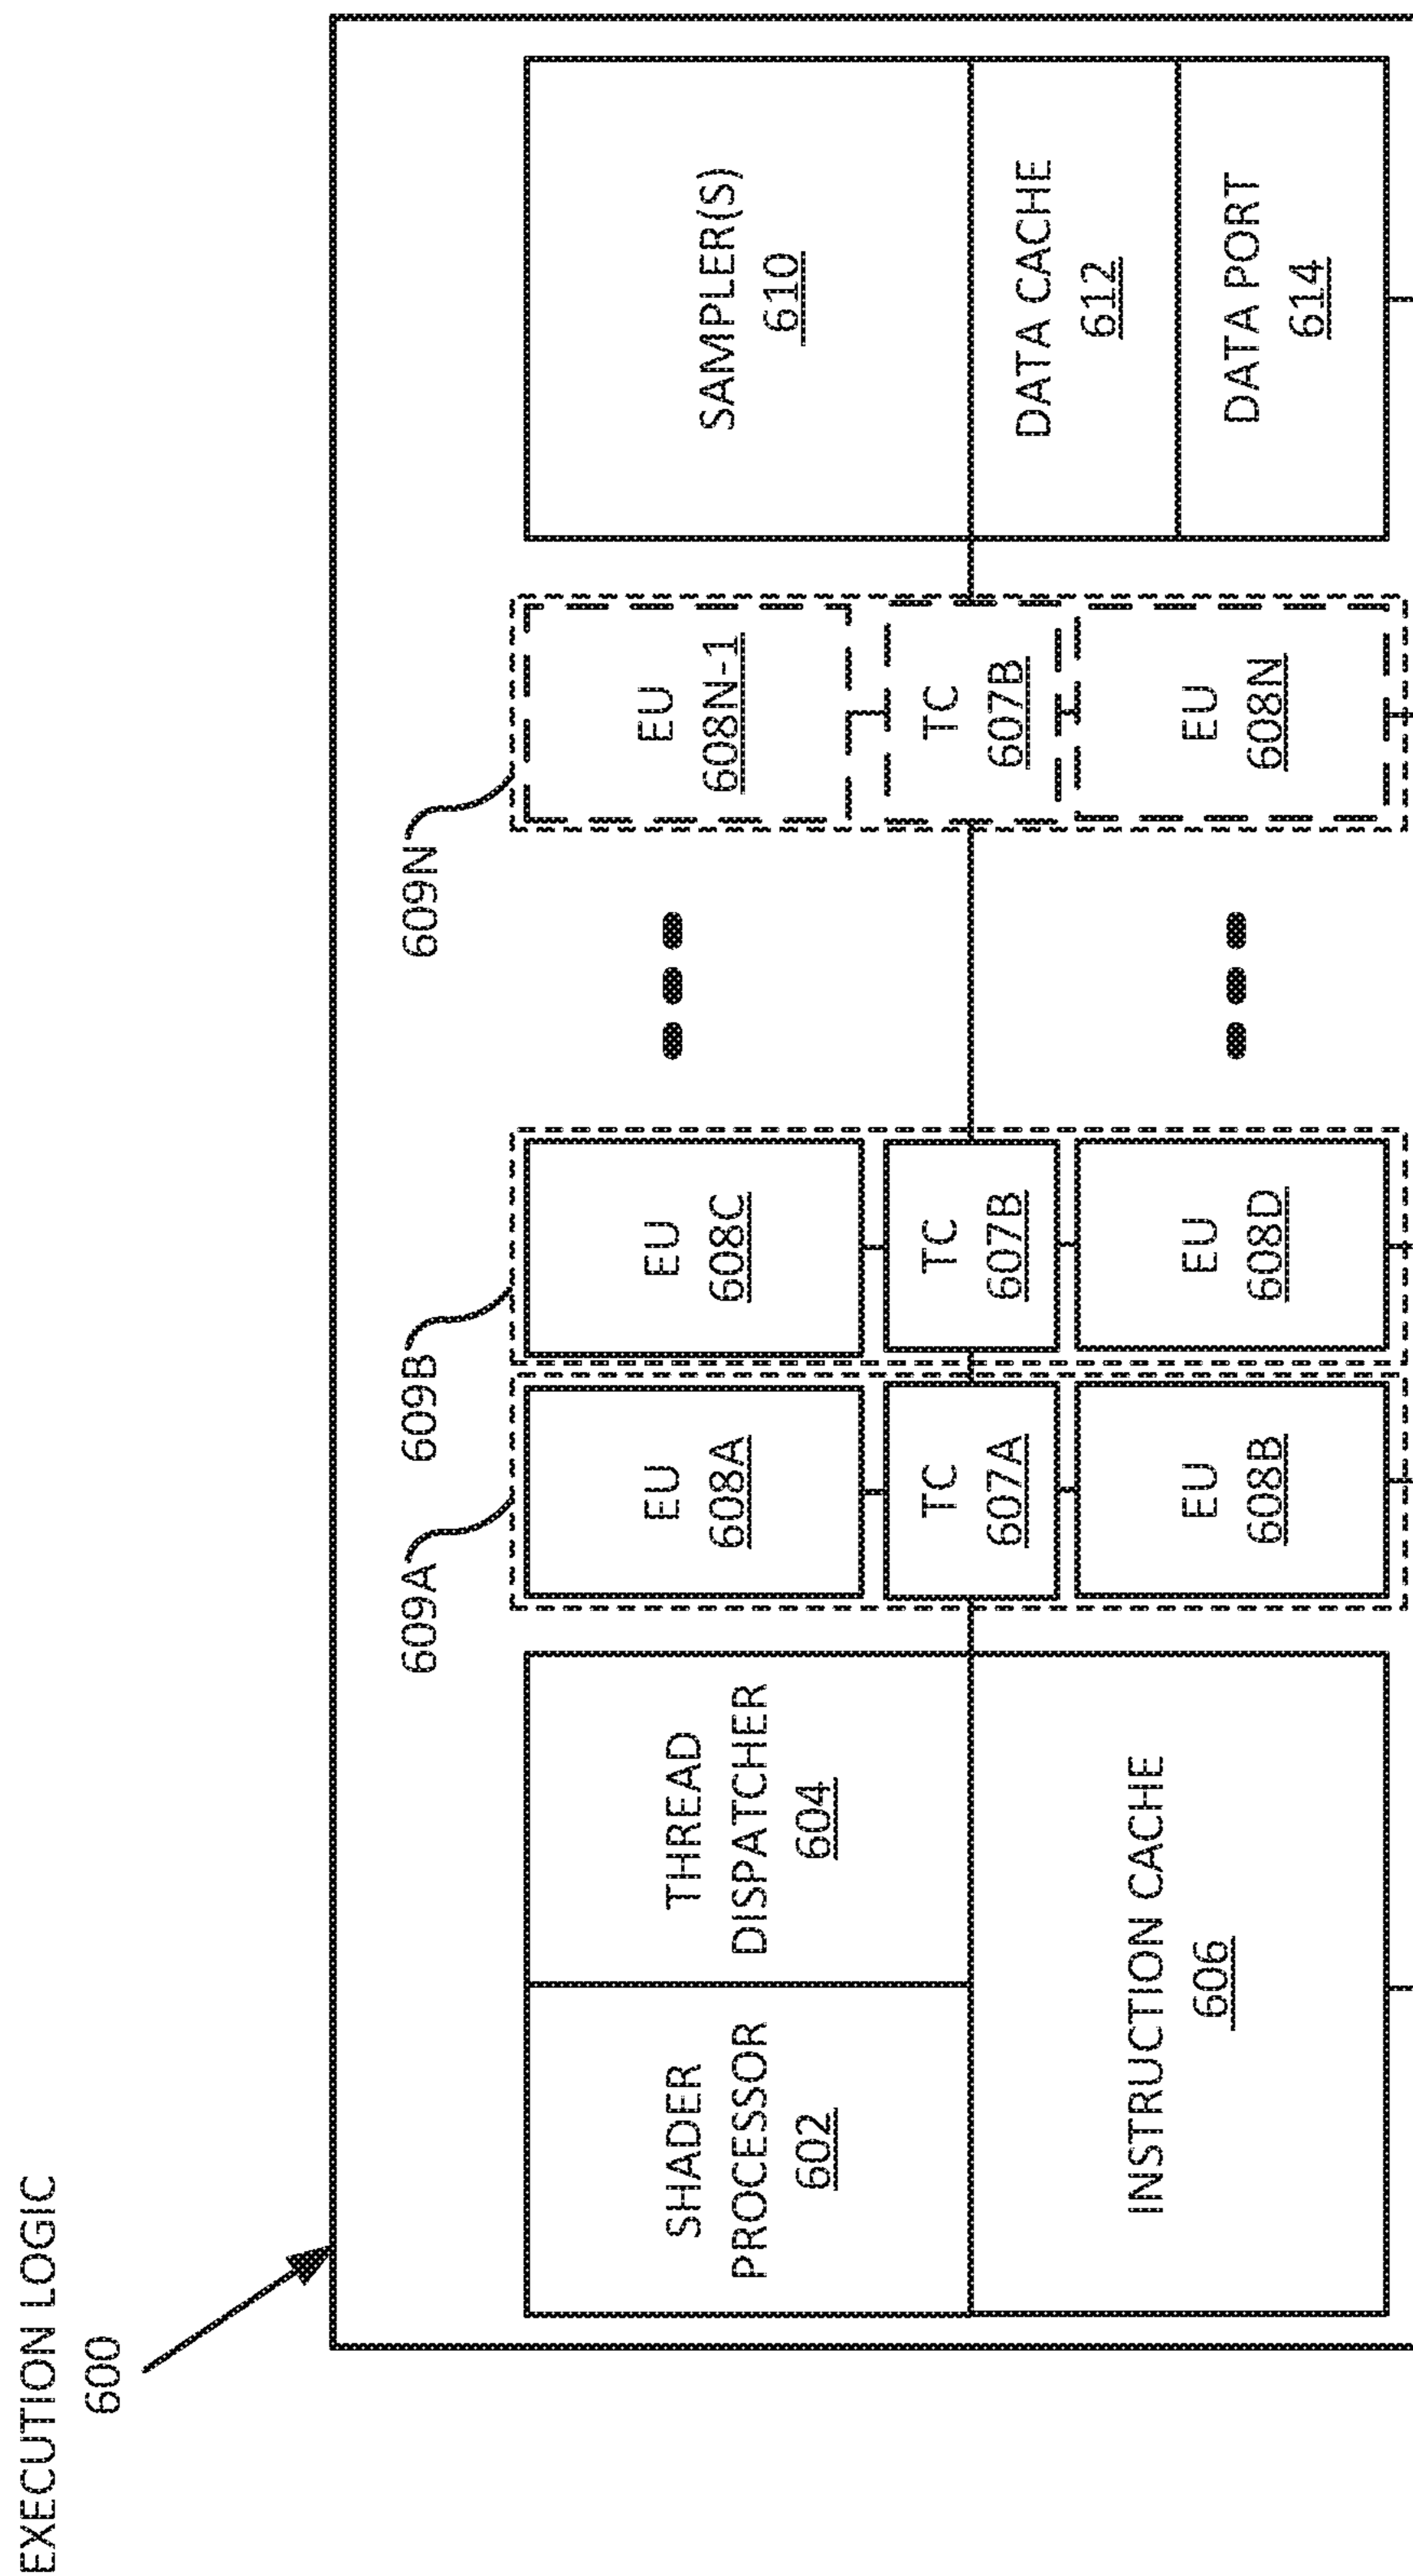 EXECUTION LOGIC
600
609A
609B
609N
SHADER
PROCESSOR
602
THREAD
DISPATCHER
604
INSTRUCTION CACHE
606
EU
608A
TC
607A
EU
608B
EU
608C
TC
607B
EU
608D
EU
608N-1
TC
607B
EU
608N
SAMPLER(S)
610
DATA CACHE
612
DATA PORT
614